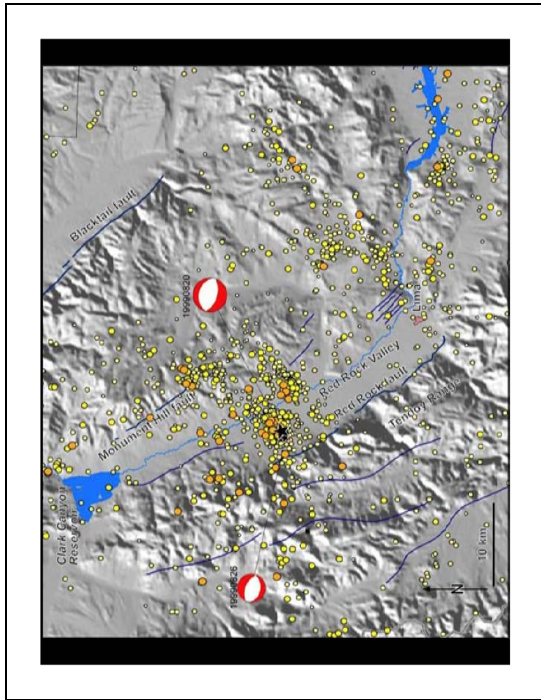 Blacktail fault
19990820
Lima
Red Rock Valley
Red Rock fault
Tendoy Range
Monument Hill fault
Clark Canyon
Reservoir
19990826
N
10 km